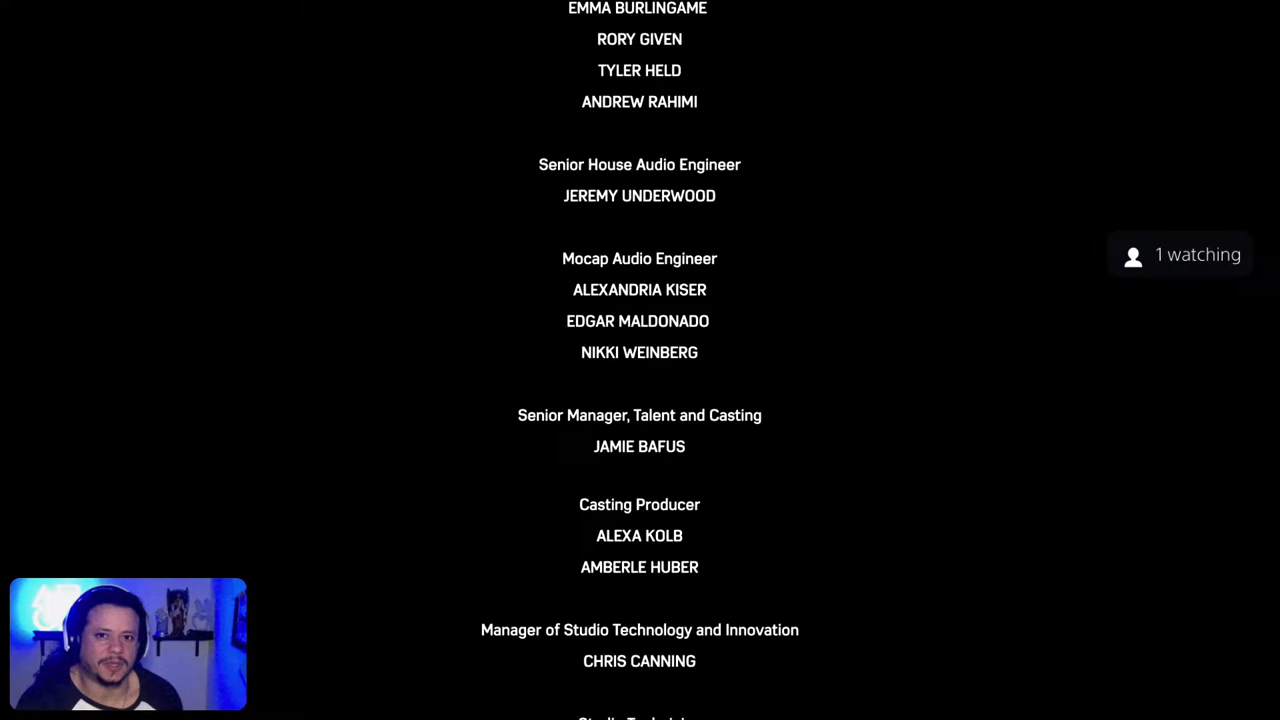 EMMA BURLINGAME
RORY GIVEN
TYLER HELD
ANDREW RAHIMI
Senior House Audio Engineer
JEREMY UNDERWOOD
1 watching
Mocap Audio Engineer
ALEXANDRIA KISER
EDGAR MALDONADO
NIKKI WEINBERG
Senior Manager, Talent and Casting
JAMIE BAFUS
Casting Producer
ALEXA KOLB
AMBERLE HUBER
Manager of Studio Technology and Innovation
CHRIS CANNING